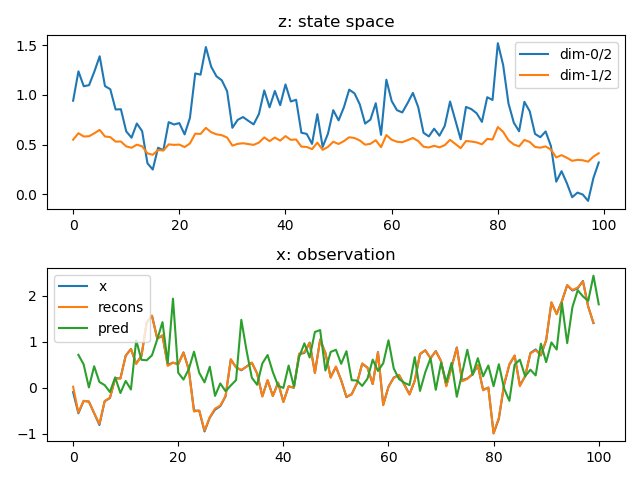 z: state space
1.5
1.0
0.5
0.0
dim-0/2
dim-1/2
0 20 40 60 80 100
x: observation
2
1
0
−1
x
recons
pred
0 20 40 60 80 100